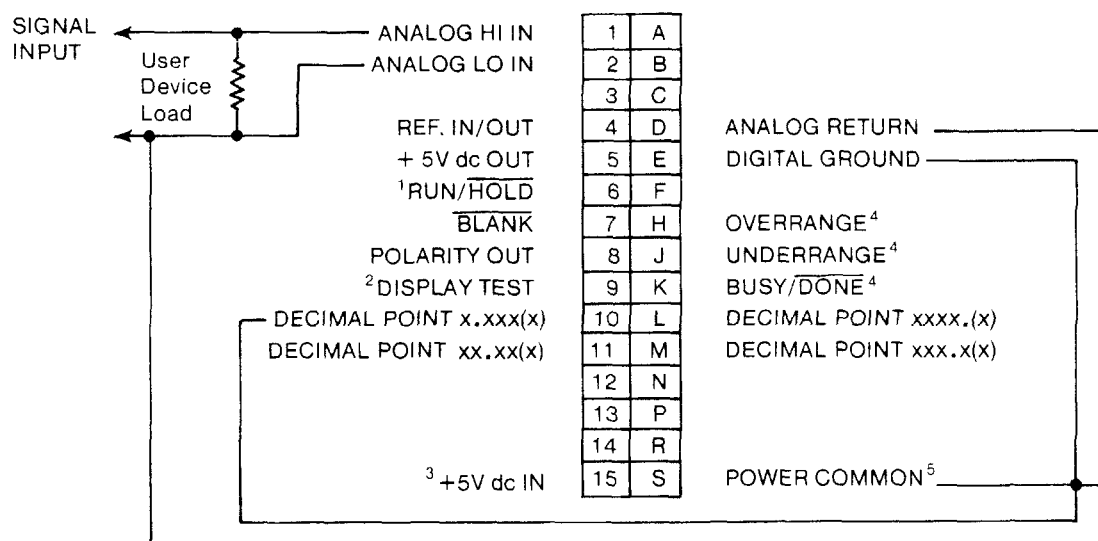 SIGNAL INPUT
User Device Load
ANALOG HI IN 1 A
ANALOG LO IN 2 B
3 C
REF. IN/OUT 4 D ANALOG RETURN
+ 5V dc OUT 5 E DIGITAL GROUND
¹RUN/HOLD 6 F
BLANK 7 H OVERRANGE⁴
POLARITY OUT 8 J UNDERRANGE⁴
²DISPLAY TEST 9 K BUSY/DONE⁴
DECIMAL POINT x.xxx(x) 10 L DECIMAL POINT xxxx.(x)
DECIMAL POINT xx.xx(x) 11 M DECIMAL POINT xxx.x(x)
12 N
13 P
14 R
³ +5V dc IN 15 S POWER COMMON⁵